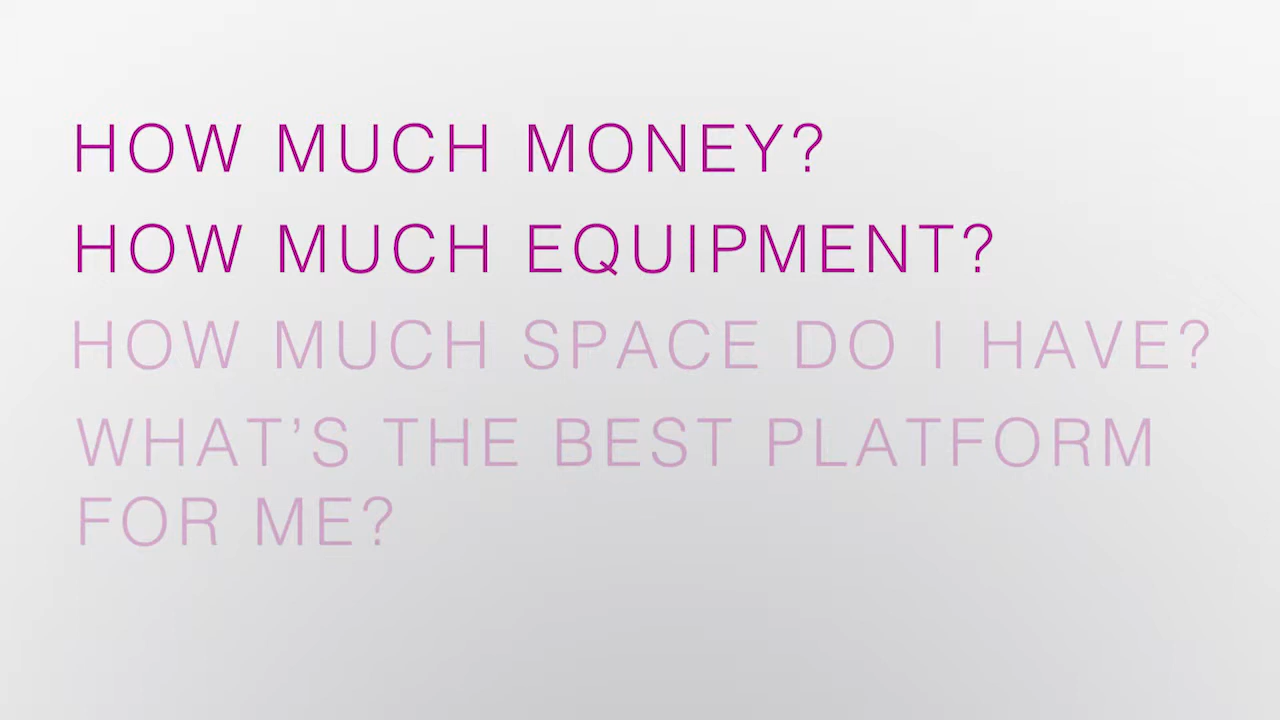 HOW MUCH MONEY?
HOW MUCH EQUIPMENT?
HOW MUCH SPACE DO I HAVE?
WHAT’S THE BEST PLATFORM
FOR ME?